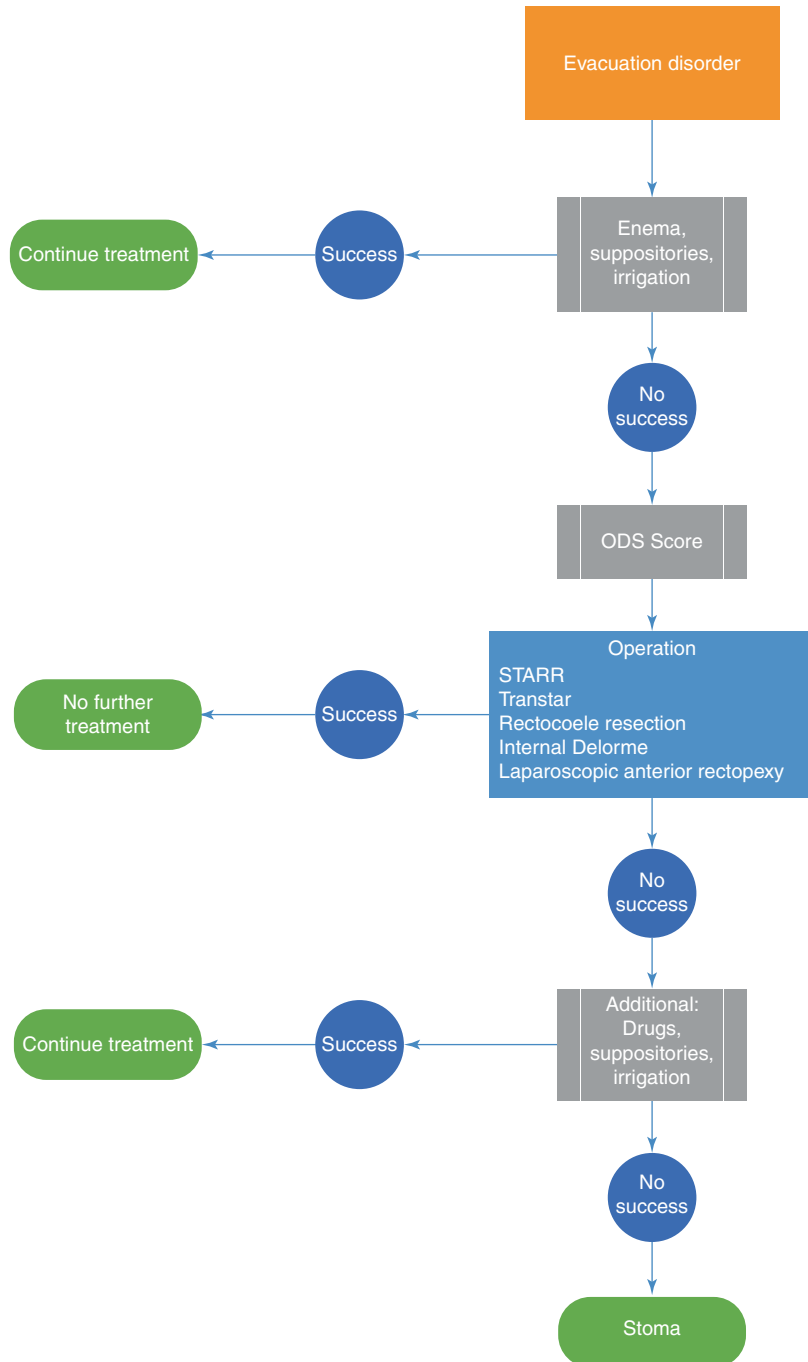 Evacuation disorder
Enema,
suppositories,
irrigation
Success
Continue treatment
No
success
ODS Score
Operation
STARR
Transtar
Rectocoele resection
Internal Delorme
Laparoscopic anterior rectopexy
Success
No further
treatment
No
success
Additional:
Drugs,
suppositories,
irrigation
Success
Continue treatment
No
success
Stoma